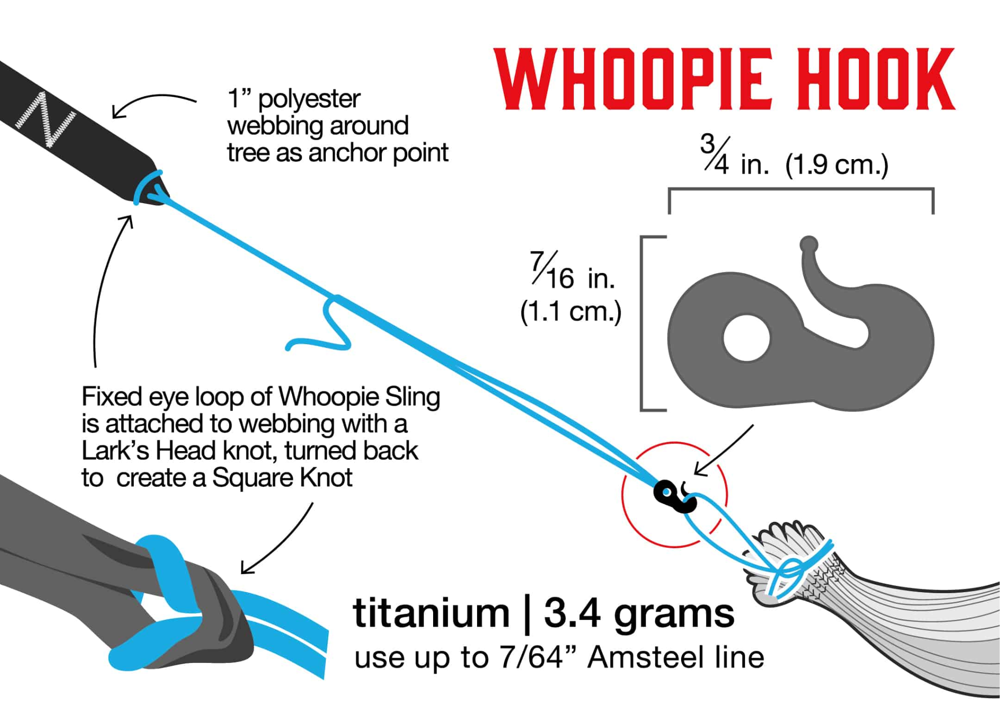 WHOOPIE HOOK
1” polyester
webbing around
tree as anchor point
3/4 in. (1.9 cm.)
7/16 in.
(1.1 cm.)
Fixed eye loop of Whoopie Sling
is attached to webbing with a
Lark’s Head knot, turned back
to create a Square Knot
titanium | 3.4 grams
use up to 7/64” Amsteel line